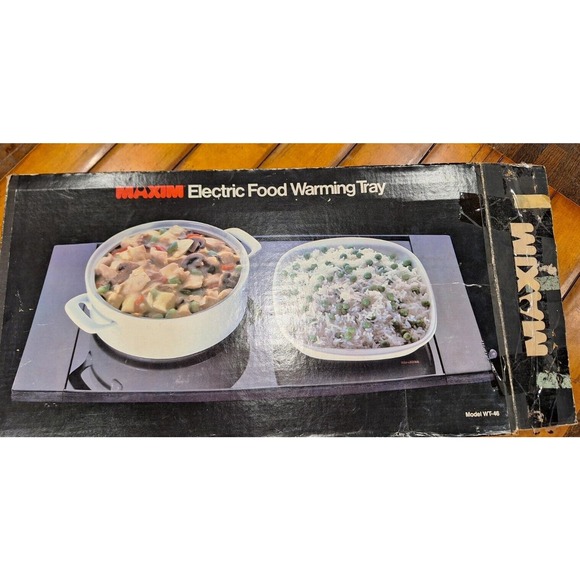 MAXIM Electric Food Warming Tray
MAXIM
Model WT-46